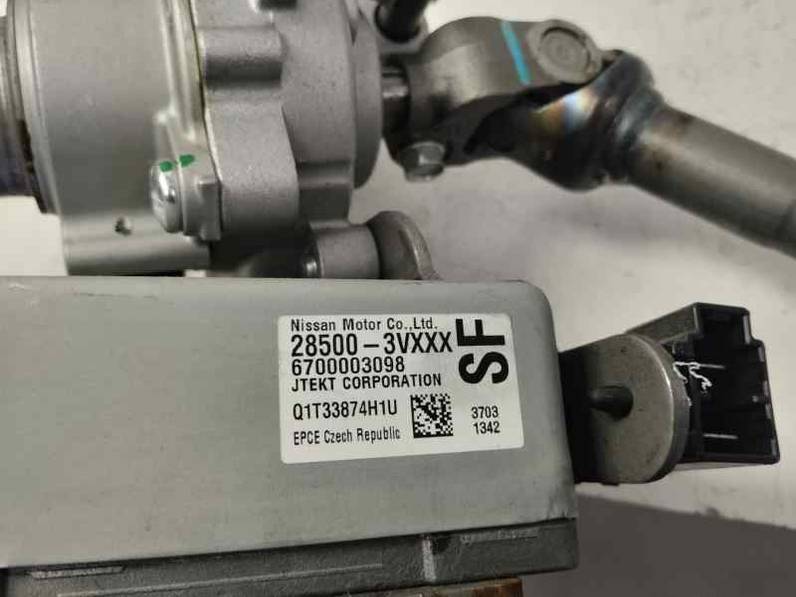 Nissan Motor Co.,Ltd.
28500-3VXXX
6700003098
JTEKT CORPORATION
SF
Q1T33874H1U
3703
EPCE Czech Republic
1342